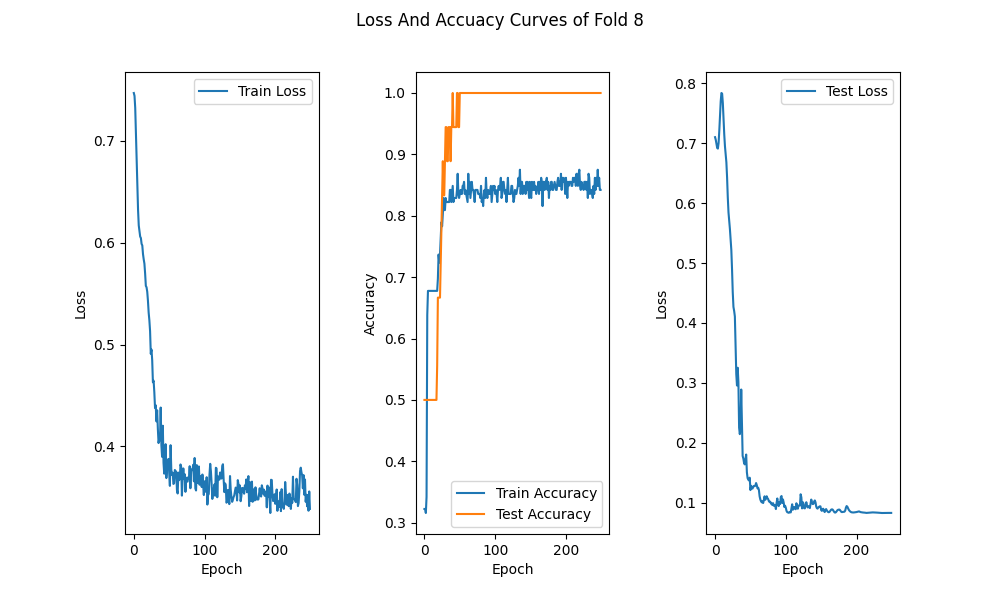 Loss And Accuacy Curves of Fold 8
Train Loss
0.7
0.6
0.5
0.4
Loss
0
100
200
Epoch
1.0
0.9
0.8
0.7
0.6
0.5
0.4
0.3
Accuracy
Train Accuracy
Test Accuracy
0
100
200
Epoch
Test Loss
0.8
0.7
0.6
0.5
0.4
0.3
0.2
0.1
Loss
0
100
200
Epoch